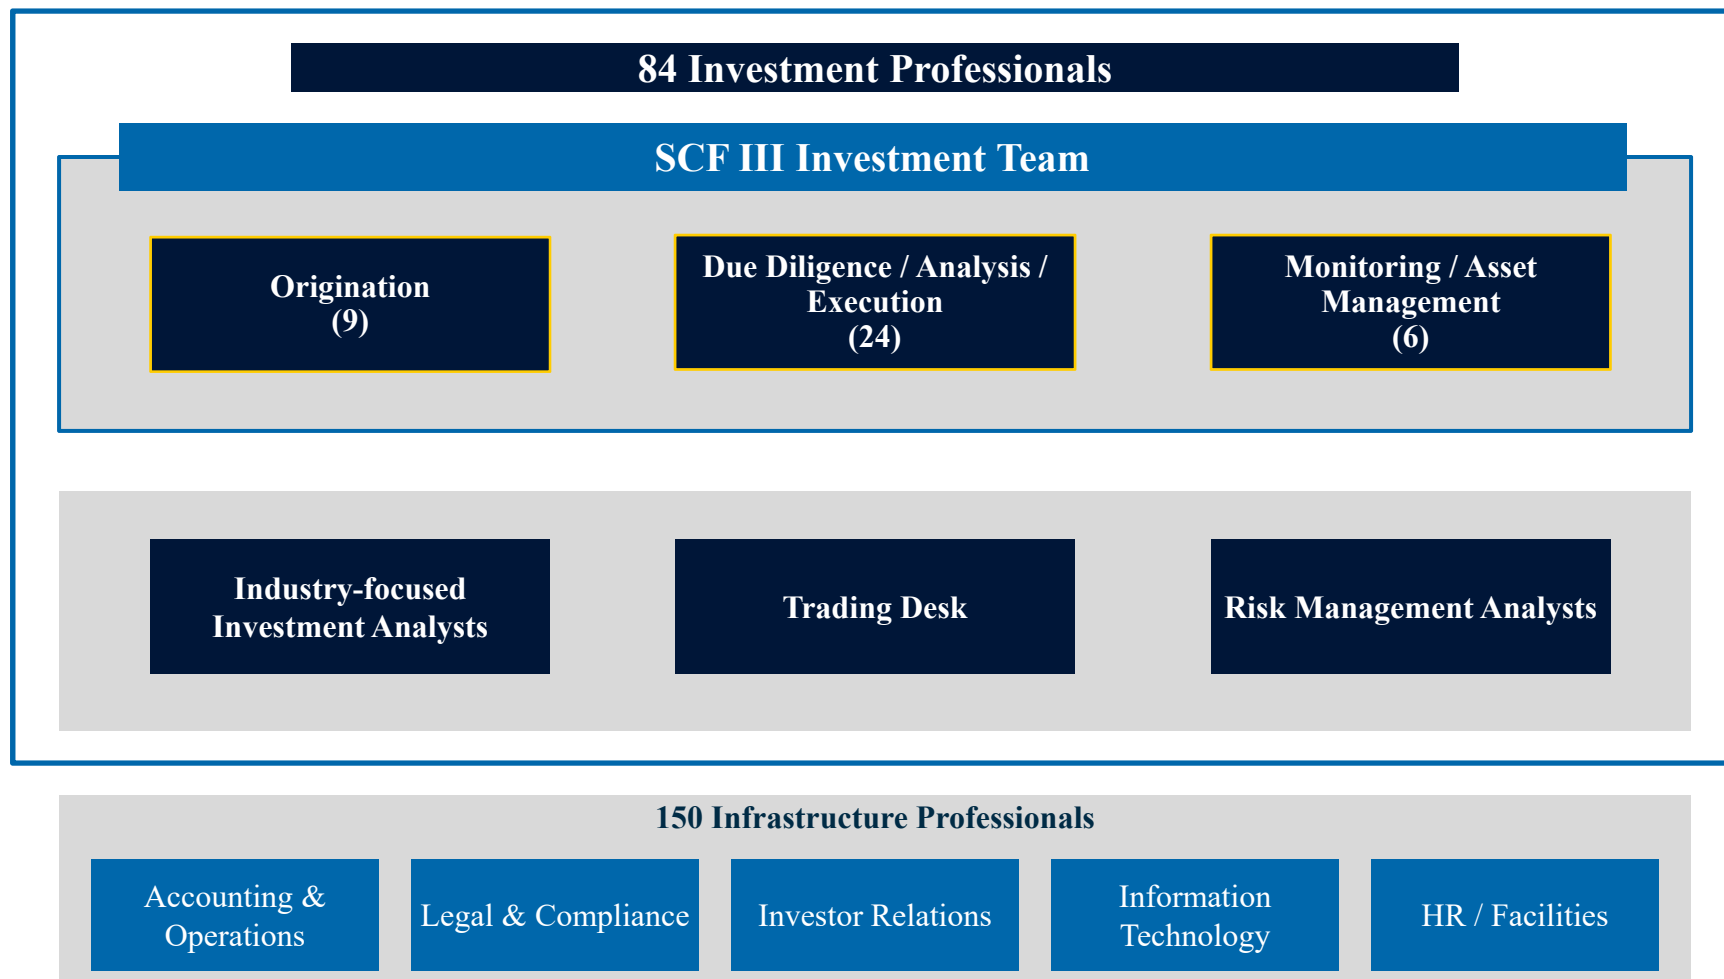 84 Investment Professionals
SCF III Investment Team
Origination
(9)
Due Diligence / Analysis /
Execution
(24)
Monitoring / Asset
Management
(6)
Industry-focused
Investment Analysts
Trading Desk
Risk Management Analysts
150 Infrastructure Professionals
Accounting &
Operations
Legal & Compliance
Investor Relations
Information
Technology
HR / Facilities